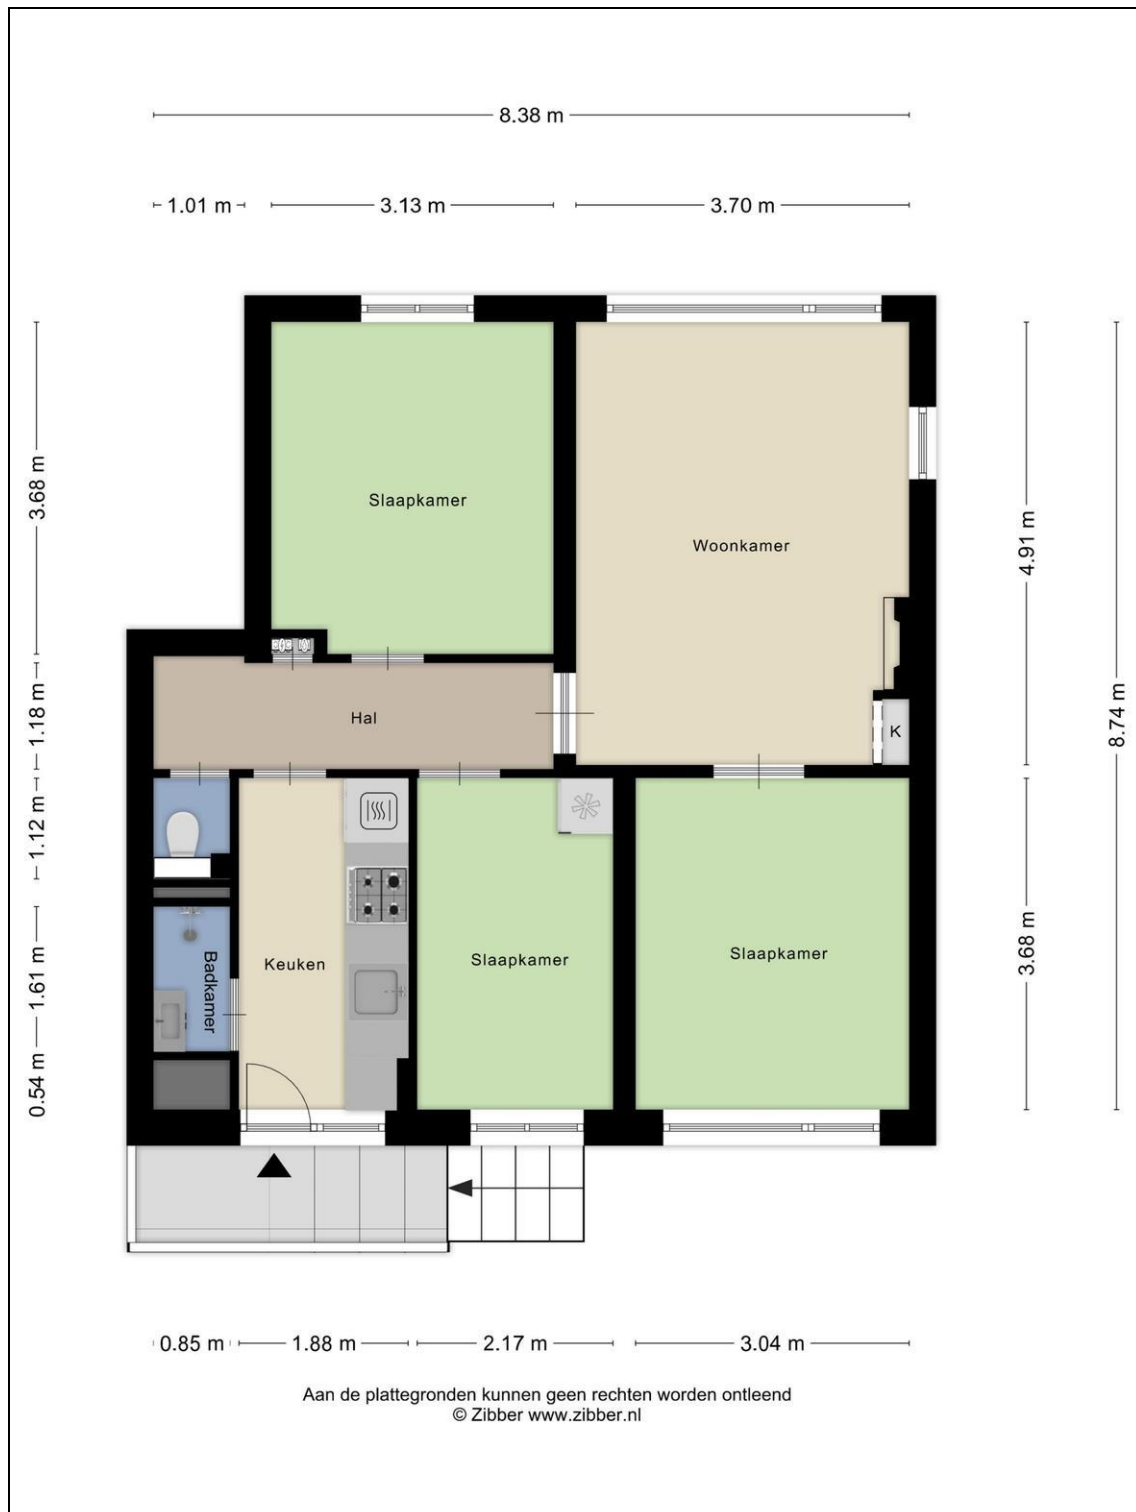 8.38 m
1.01 m
3.13 m
3.70 m
3.68 m
1.18 m
1.12 m
1.61 m
0.54 m
4.91 m
3.68 m
8.74 m
Slaapkamer
Woonkamer
Hal
K
Keuken
Badkamer
Slaapkamer
Slaapkamer
0.85 m
1.88 m
2.17 m
3.04 m
Aan de plattegronden kunnen geen rechten worden ontleend
© Zibber www.zibber.nl